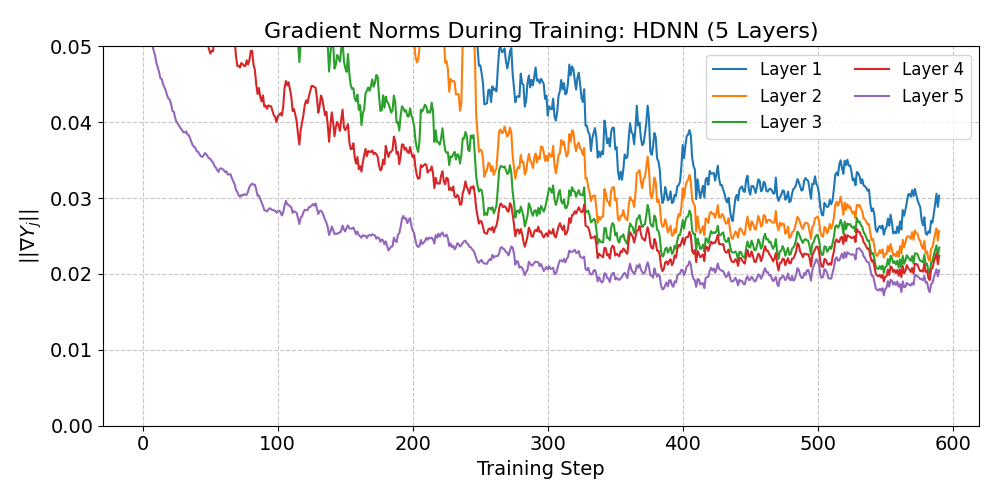 Gradient Norms During Training: HDNN (5 Layers)
||∇Yⱼ||
0.05
0.04
0.03
0.02
0.01
0.00
0 100 200 300 400 500 600
Training Step
Layer 1 Layer 4
Layer 2 Layer 5
Layer 3